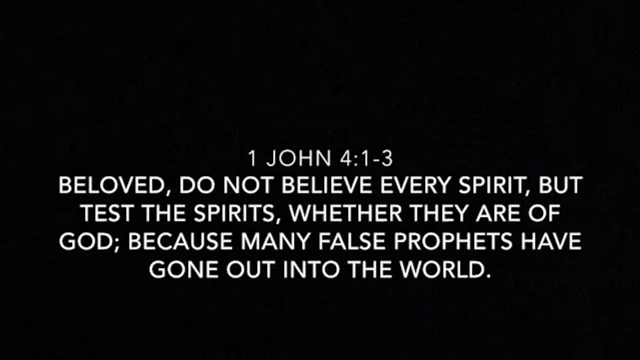 1 JOHN 4:1-3
BELOVED, DO NOT BELIEVE EVERY SPIRIT, BUT
TEST THE SPIRITS, WHETHER THEY ARE OF
GOD; BECAUSE MANY FALSE PROPHETS HAVE
GONE OUT INTO THE WORLD.